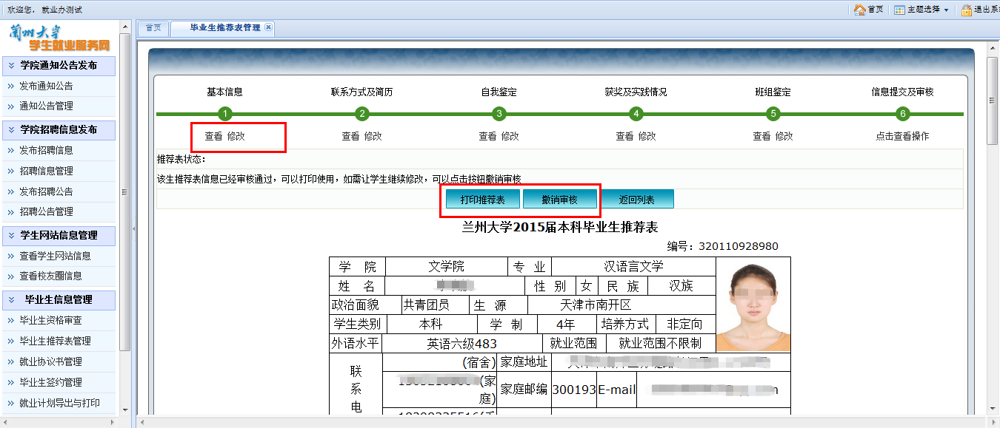 欢迎您, 就业办测试
首页 主题选择 退出系
兰州大学
学生就业服务网
首页 毕业生推荐表管理
学院通知公告发布
发布通知公告
通知公告管理
学院招聘信息发布
发布招聘信息
招聘信息管理
发布招聘公告
招聘公告管理
学生网站信息管理
查看学生网站信息
查看校友圈信息
毕业生信息管理
毕业生资格审查
毕业生推荐表管理
就业协议书管理
毕业生签约管理
就业计划导出与打印
基本信息 联系方式及简历 自我鉴定 获奖及实践情况 班组鉴定 信息提交及审核
1 2 3 4 5 6
查看 修改 查看 修改 查看 修改 查看 修改 查看 修改 点击查看操作
推荐表状态：
该生推荐表信息已经审核通过，可以打印使用，如需让学生继续修改，可以点击按钮撤销审核
打印推荐表 撤销审核 返回列表
兰州大学2015届本科毕业生推荐表
编号：320110928980
学 院 文学院 专 业 汉语言文学
姓 名 性 别 女 民 族 汉族
政治面貌 共青团员 生 源 天津市南开区
学生类别 本科 学 制 4年 培养方式 非定向
外语水平 英语六级483 就业范围 就业范围不限制
联系电 (宿舍) 家庭地址
(家庭) 家庭邮编 300193 E-mail